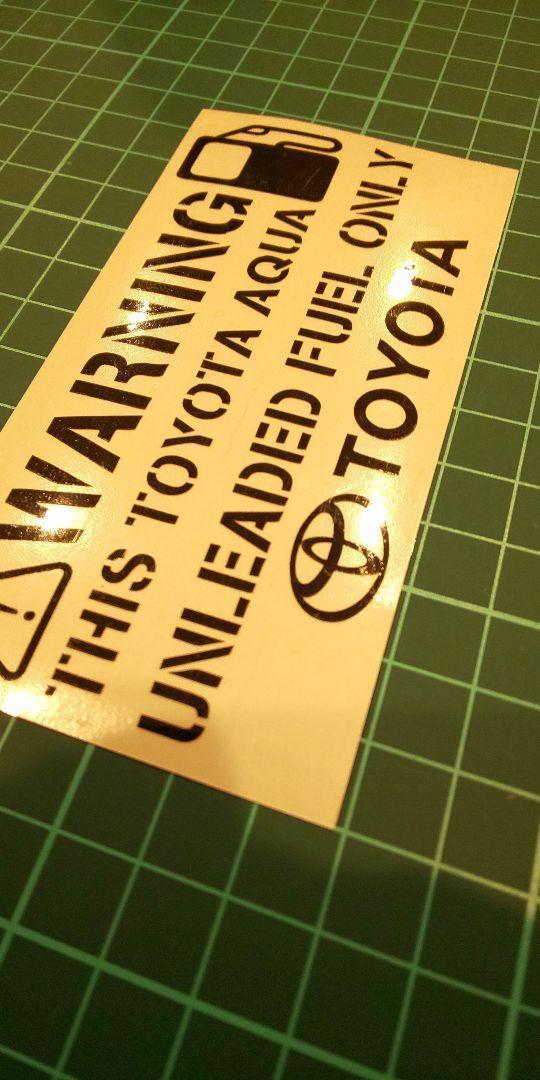 WARNING
THIS TOYOTA AQUA
UNLEADED FUEL ONLY
TOYOTA